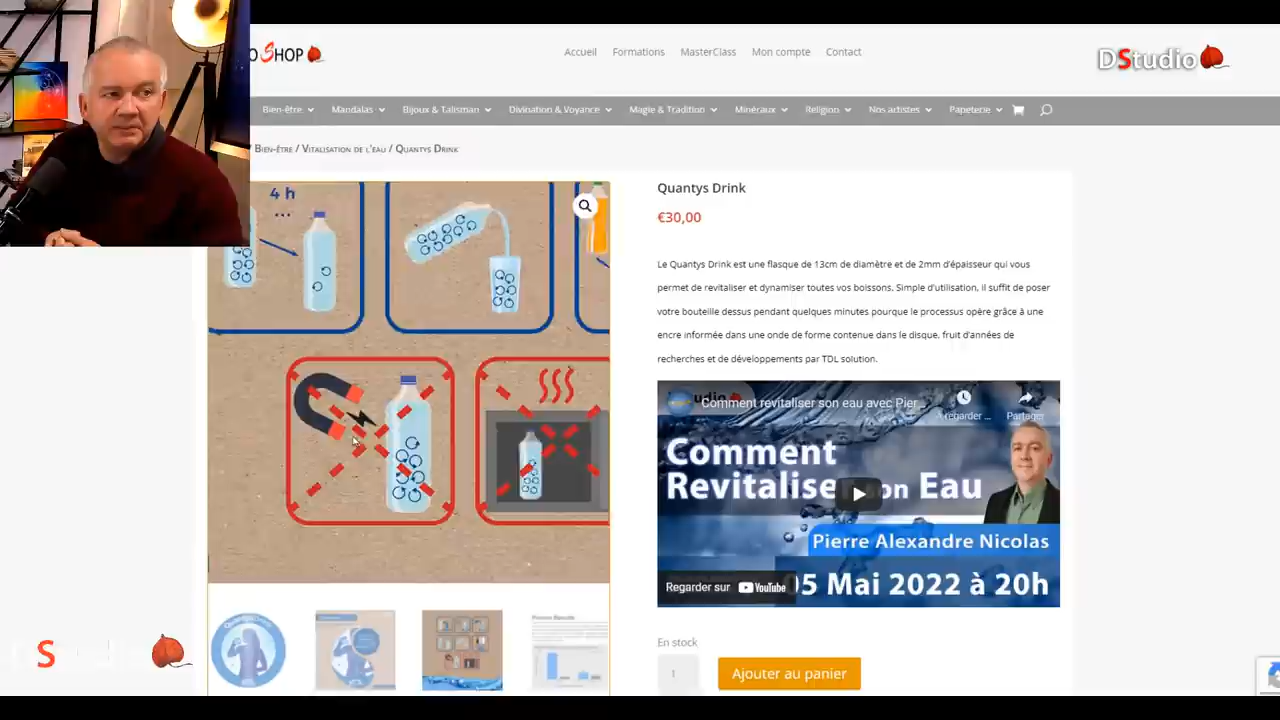 O SHOP
Accueil
Formations
MasterClass
Mon compte
Contact
DStudio
Bien-être
Mandalas
Bijoux & Talisman
Divination & Voyance
Magie & Tradition
Minéraux
Religion
Nos artistes
Papeterie
Bien-être / Vitalisation de l'eau / Quantys Drink
4 h
...
Quantys Drink
€30,00
Le Quantys Drink est une flasque de 13cm de diamètre et de 2mm d'épaisseur qui vous
permet de revitaliser et dynamiser toutes vos boissons. Simple d'utilisation, il suffit de poser
votre bouteille dessus pendant quelques minutes pourque le processus opère grâce à une
encre informée dans une onde de forme contenue dans le disque, fruit d'années de
recherches et de développements par TDL solution.
Comment revitaliser son eau avec Pier...
À regarder ...
Partager
Comment
Revitaliser son Eau
Pierre Alexandre Nicolas
05 Mai 2022 à 20h
Regarder sur YouTube
En stock
1
Ajouter au panier
DStudio